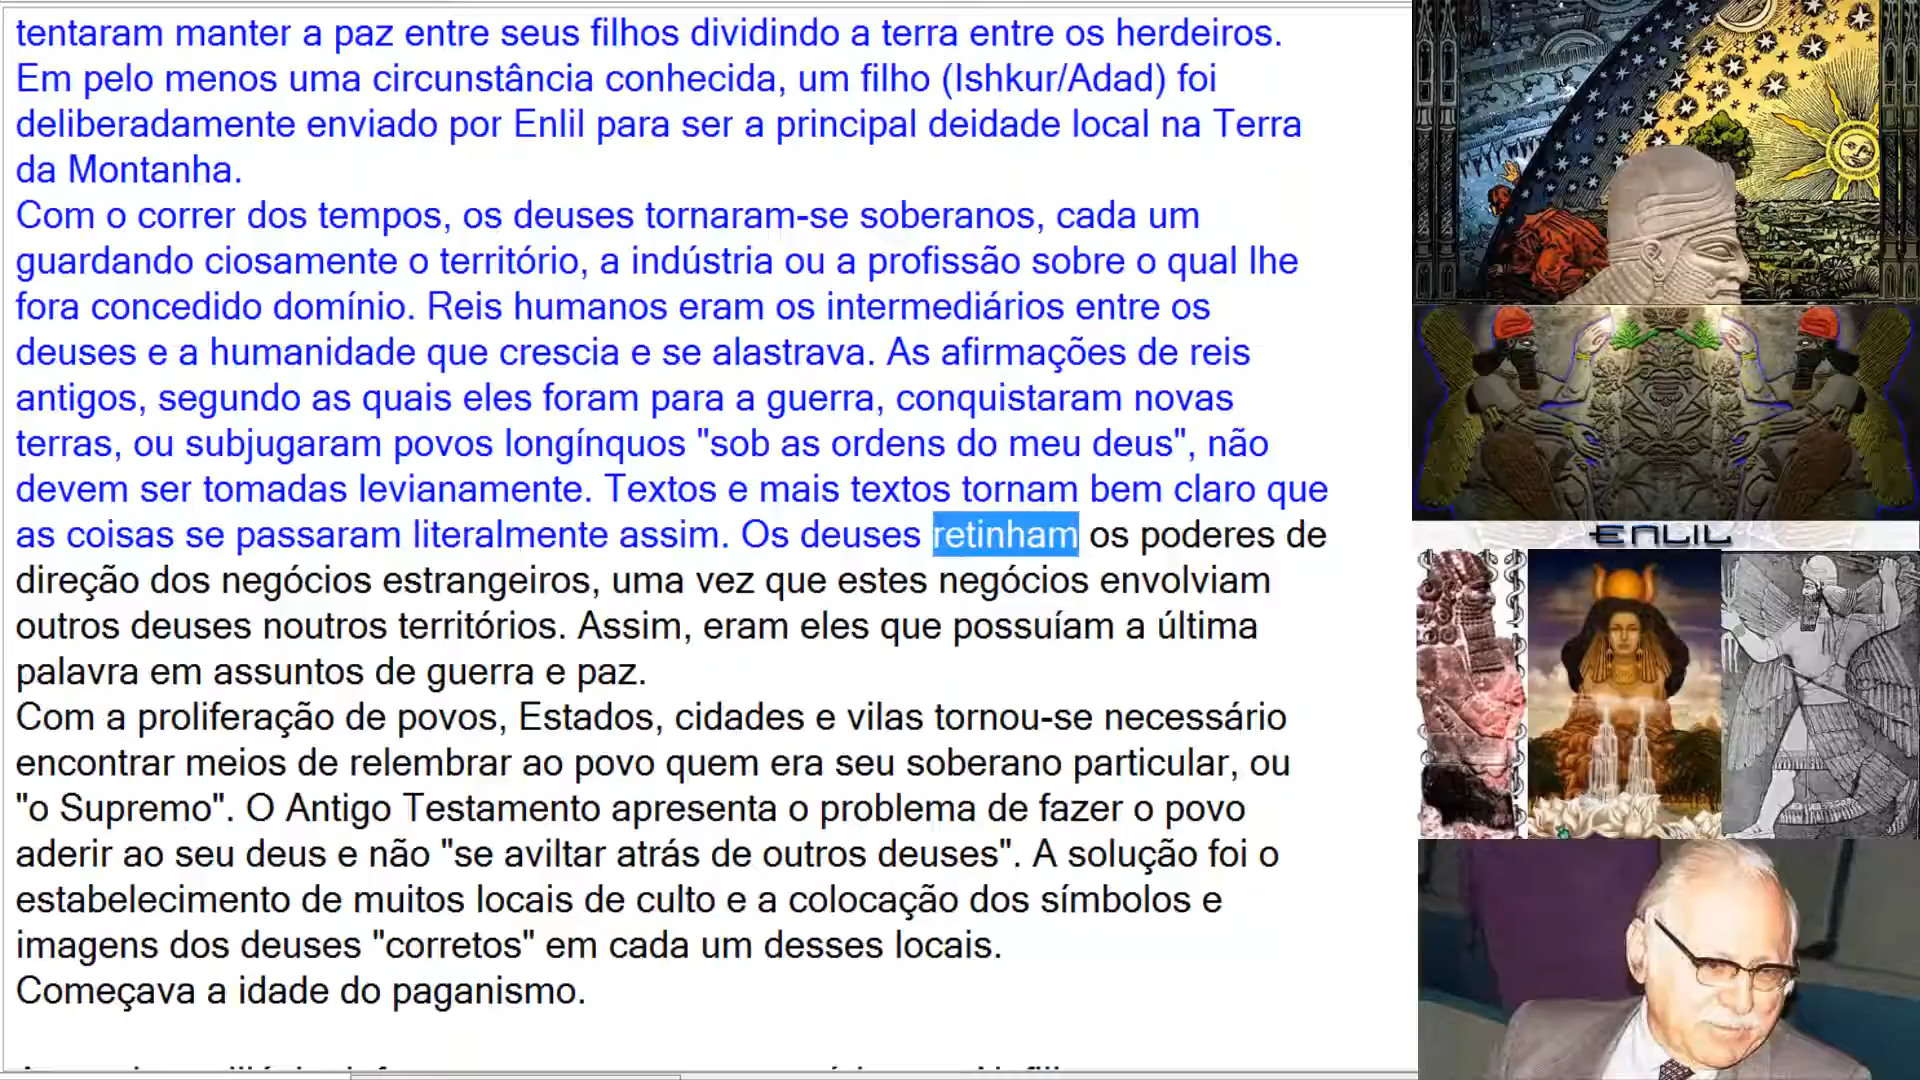 tentaram manter a paz entre seus filhos dividindo a terra entre os herdeiros.
Em pelo menos uma circunstância conhecida, um filho (Ishkur/Adad) foi
deliberadamente enviado por Enlil para ser a principal deidade local na Terra
da Montanha.
Com o correr dos tempos, os deuses tornaram-se soberanos, cada um
guardando ciosamente o território, a indústria ou a profissão sobre o qual lhe
fora concedido domínio. Reis humanos eram os intermediários entre os
deuses e a humanidade que crescia e se alastrava. As afirmações de reis
antigos, segundo as quais eles foram para a guerra, conquistaram novas
terras, ou subjugaram povos longínquos "sob as ordens do meu deus", não
devem ser tomadas levianamente. Textos e mais textos tornam bem claro que
as coisas se passaram literalmente assim. Os deuses retinham os poderes de
direção dos negócios estrangeiros, uma vez que estes negócios envolviam
outros deuses noutros territórios. Assim, eram eles que possuíam a última
palavra em assuntos de guerra e paz.
Com a proliferação de povos, Estados, cidades e vilas tornou-se necessário
encontrar meios de relembrar ao povo quem era seu soberano particular, ou
"o Supremo". O Antigo Testamento apresenta o problema de fazer o povo
aderir ao seu deus e não "se aviltar atrás de outros deuses". A solução foi o
estabelecimento de muitos locais de culto e a colocação dos símbolos e
imagens dos deuses "corretos" em cada um desses locais.
Começava a idade do paganismo.
ENLIL